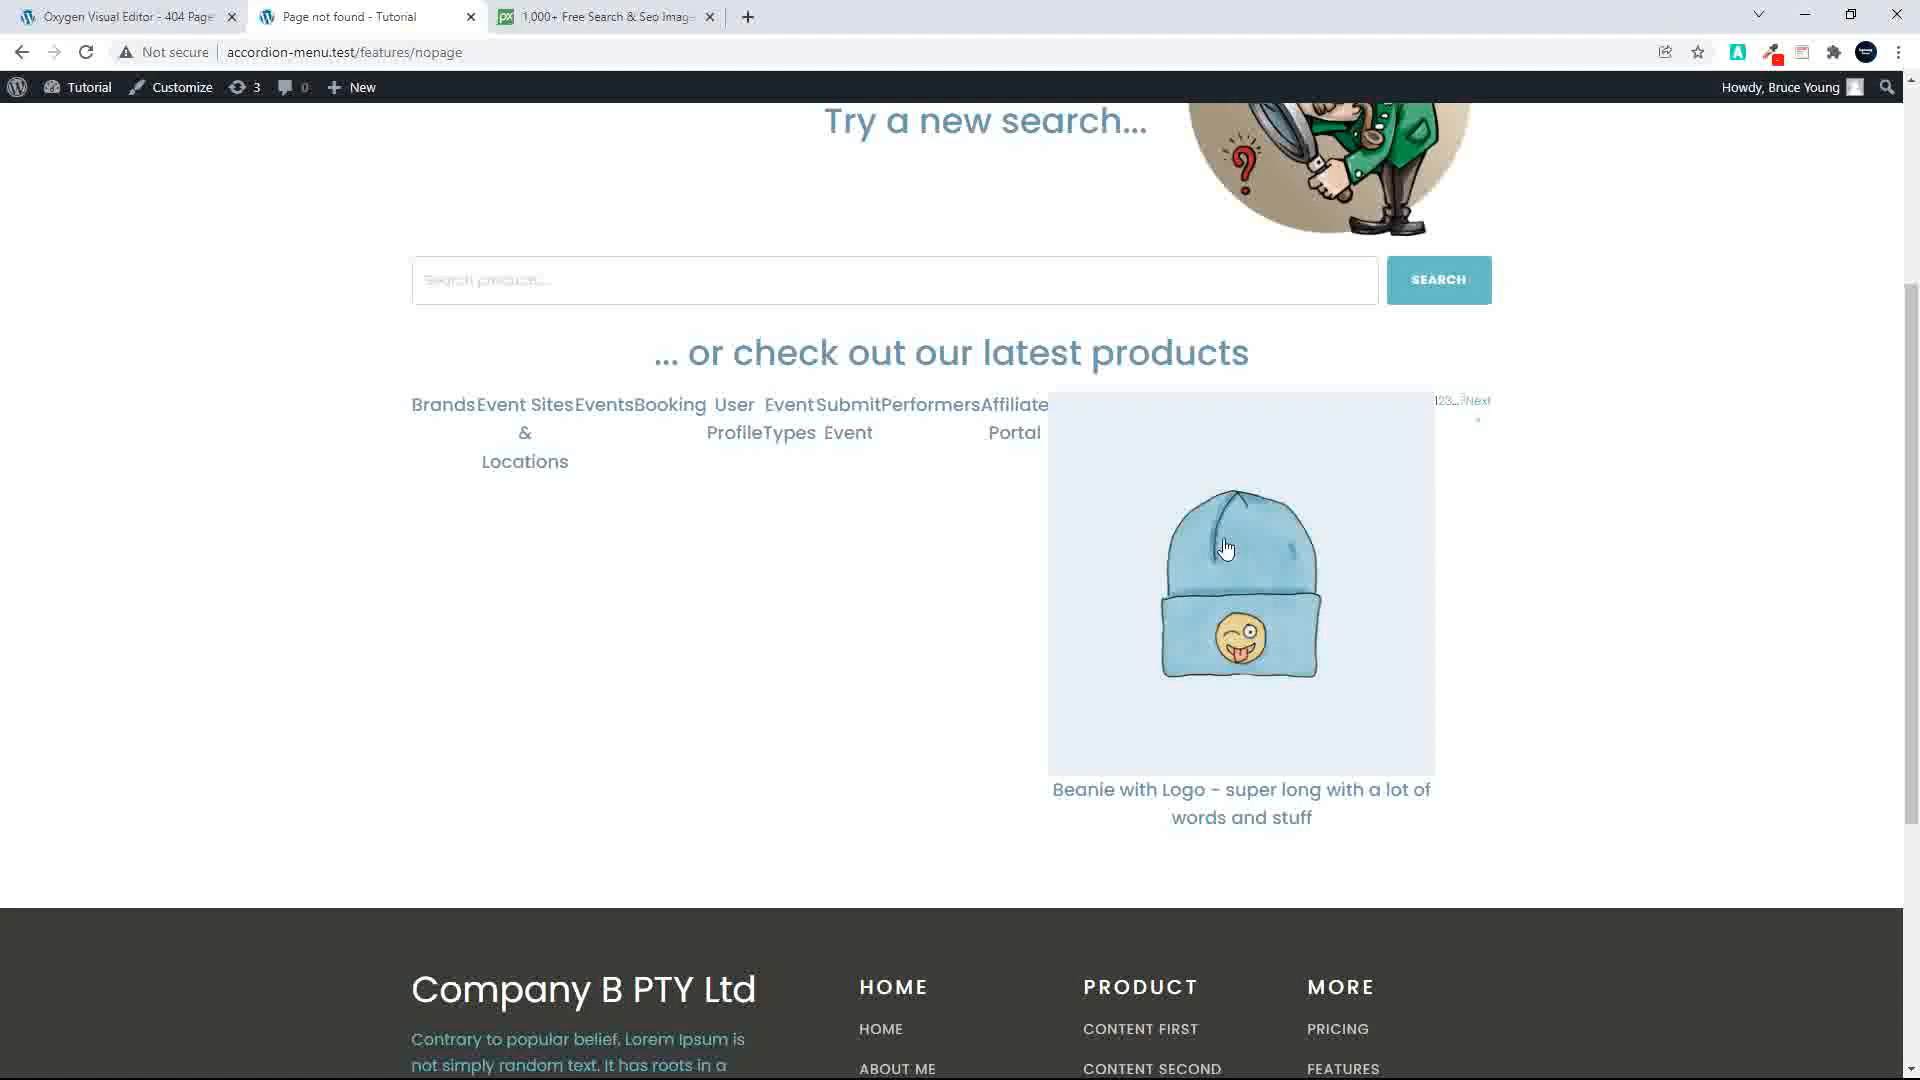 Oxygen Visual Editor - 404 Page
Page not found - Tutorial
px 1,000+ Free Search & Seo Imag
Not secure
accordion-menu.test/features/nopage
Tutorial
Customize
3
0
New
Howdy, Bruce Young
Try a new search...
?
Search products...
SEARCH
... or check out our latest products
Brands
Event Sites
&
Locations
Events
Booking
User
Profile
Event
Types
Submit
Event
Performers
Affiliate
Portal
Beanie with Logo - super long with a lot of
words and stuff
Next
Company B PTY Ltd
Contrary to popular belief, Lorem Ipsum is
not simply random text. It has roots in a
HOME
HOME
ABOUT ME
PRODUCT
CONTENT FIRST
CONTENT SECOND
MORE
PRICING
FEATURES